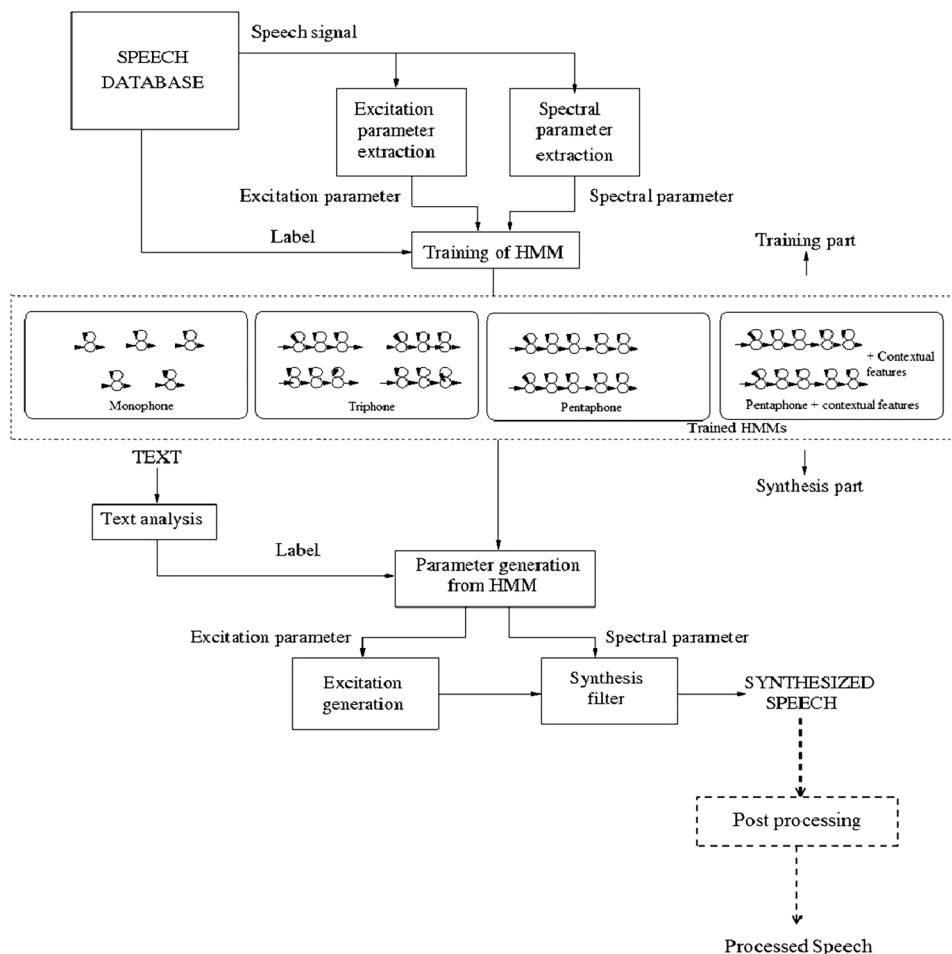 Speech signal
SPEECH
DATABASE
Excitation
parameter
extraction
Spectral
parameter
extraction
Excitation parameter
Spectral parameter
Label
Training of HMM
Training part
Monophone
Triphone
Pentaphone
+ Contextual
features
Pentaphone + contextual features
Trained HMMs
TEXT
Synthesis part
Text analysis
Label
Parameter generation
from HMM
Excitation parameter
Spectral parameter
Excitation
generation
Synthesis
filter
SYNTHESIZED
SPEECH
Post processing
Processed Speech